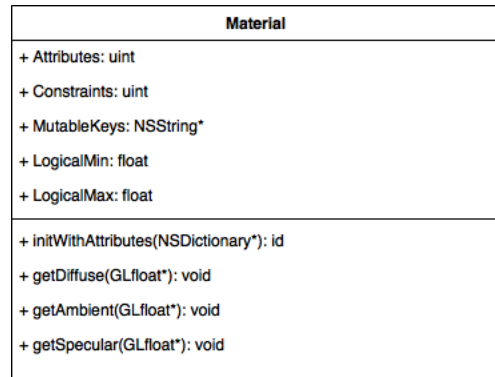 Material
+ Attributes: uint
+ Constraints: uint
+ MutableKeys: NSString*
+ LogicalMin: float
+ LogicalMax: float
+ initWithAttributes(NSDictionary*): id
+ getDiffuse(GLfloat*): void
+ getAmbient(GLfloat*): void
+ getSpecular(GLfloat*): void